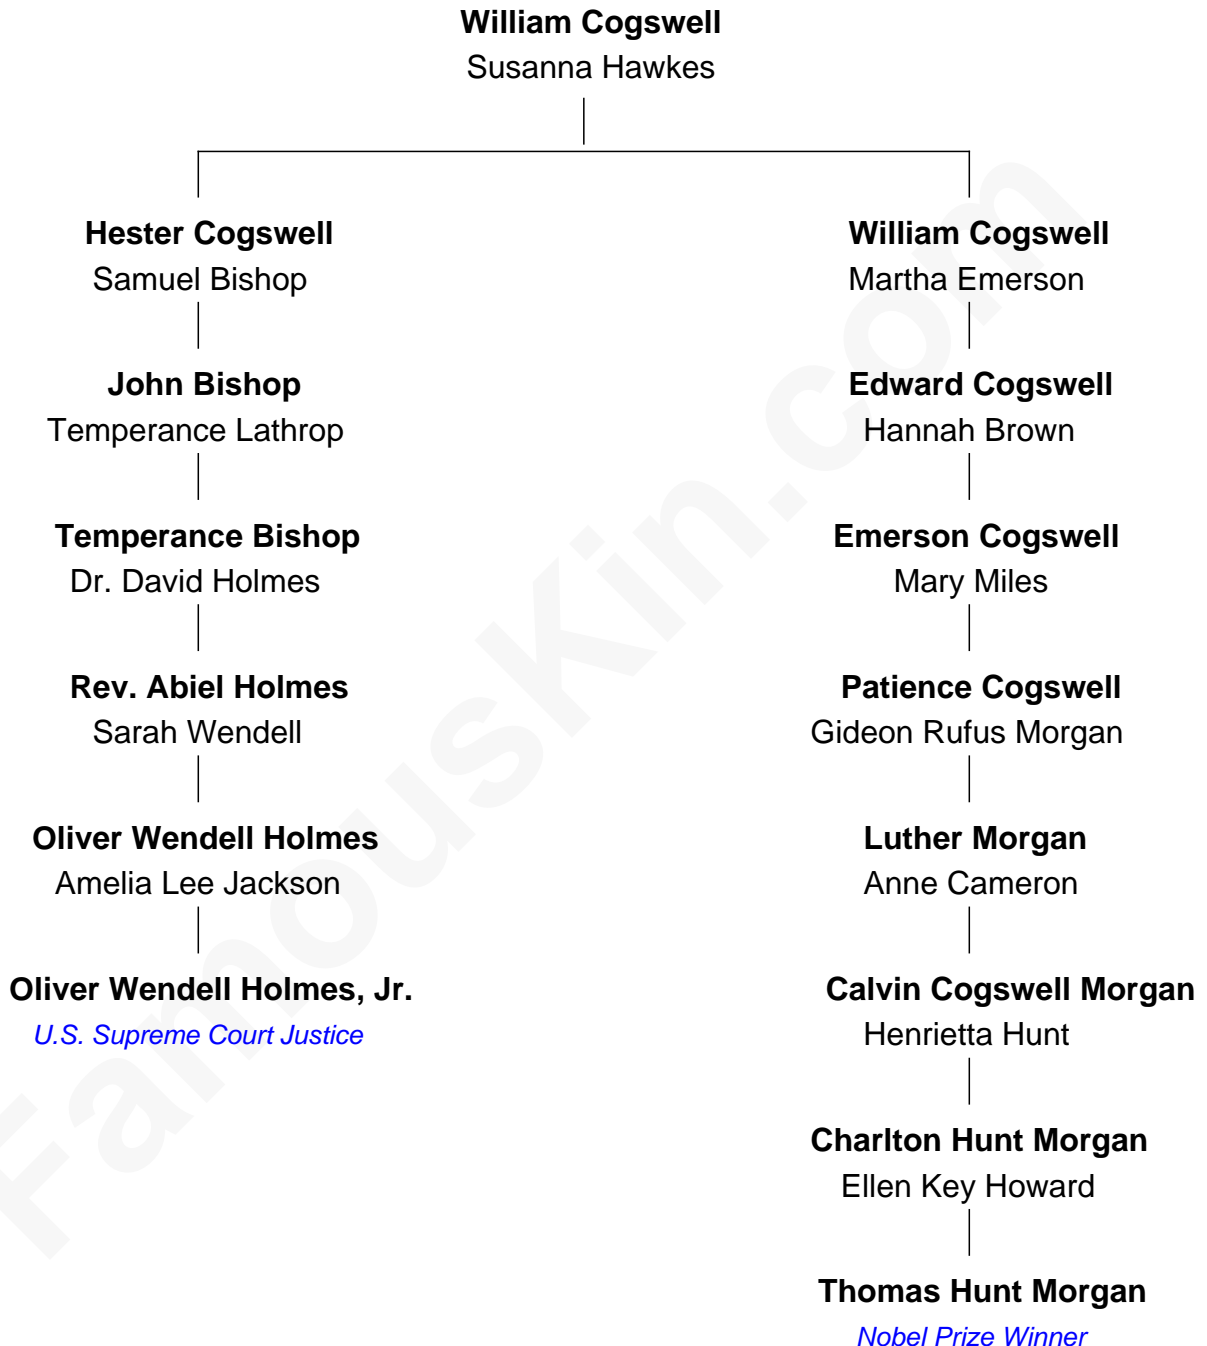 William Cogswell
Susanna Hawkes
Hester Cogswell
Samuel Bishop
John Bishop
Temperance Lathrop
Temperance Bishop
Dr. David Holmes
Rev. Abiel Holmes
Sarah Wendell
Oliver Wendell Holmes
Amelia Lee Jackson
Oliver Wendell Holmes, Jr.
U.S. Supreme Court Justice
William Cogswell
Martha Emerson
Edward Cogswell
Hannah Brown
Emerson Cogswell
Mary Miles
Patience Cogswell
Gideon Rufus Morgan
Luther Morgan
Anne Cameron
Calvin Cogswell Morgan
Henrietta Hunt
Charlton Hunt Morgan
Ellen Key Howard
Thomas Hunt Morgan
Nobel Prize Winner
FamousKin.com